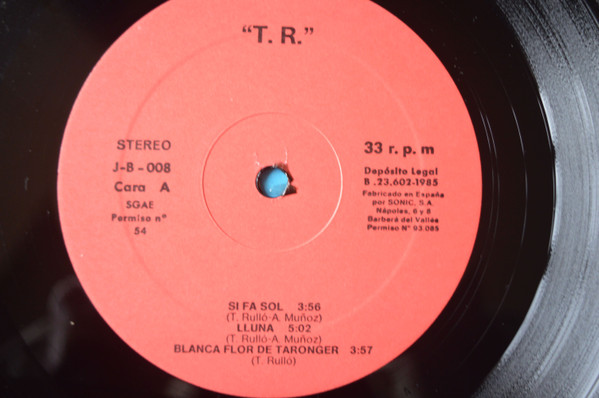 “T. R.”
STEREO
J-B-008
Cara A
SGAE
Permiso nº
54
33 r. p. m
Depósito Legal
B.23,602-1985
Fabricado en España
por SONIC, S.A.
Nápoles, 6 y 8
Barberá del Vallés
Permiso Nº 93.085
SI FA SOL 3:56
(T. Rulló-A. Muñoz)
LLUNA 5:02
(T. Rulló-A. Muñoz)
BLANCA FLOR DE TARONGER 3:57
(T. Rulló)